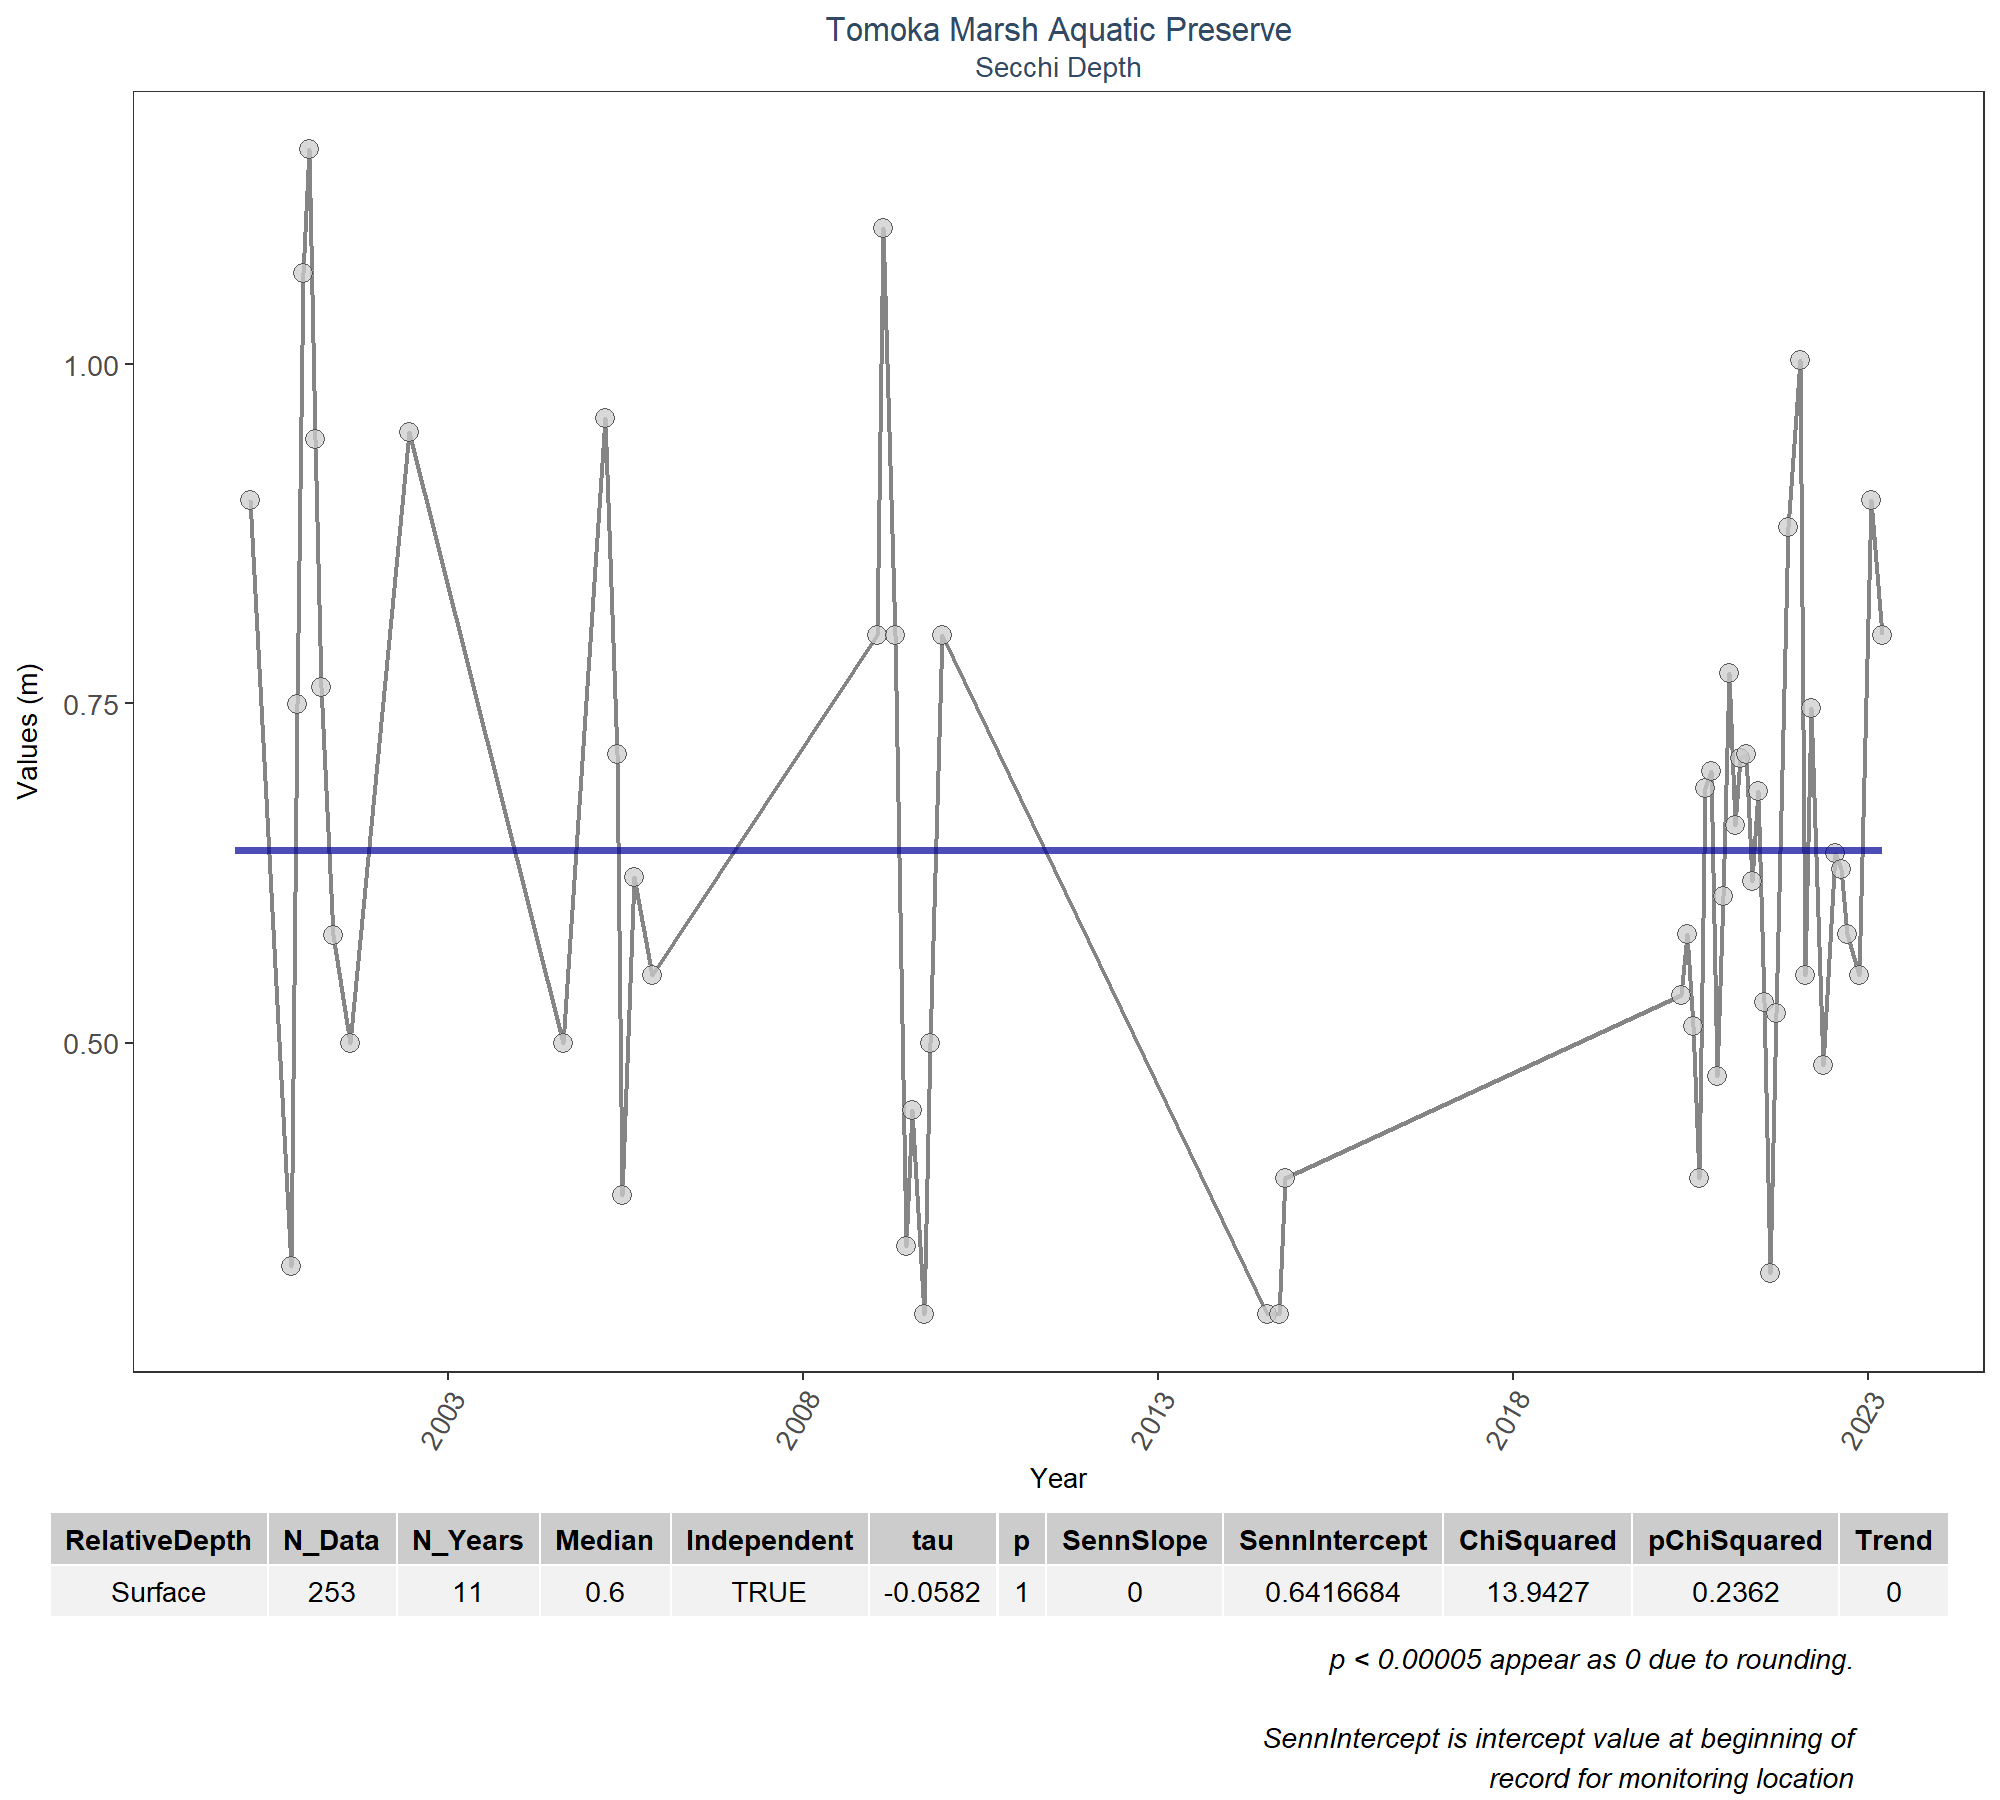 Tomoka Marsh Aquatic Preserve
Secchi Depth
1.00
0.75
0.50
Values (m)
2003 2008 2013 2018 2023
Year
RelativeDepth N_Data N_Years Median Independent tau p SennSlope SennIntercept ChiSquared pChiSquared Trend
Surface 253 11 0.6 TRUE -0.0582 1 0 0.6416684 13.9427 0.2362 0
p < 0.00005 appear as 0 due to rounding.
SennIntercept is intercept value at beginning of
record for monitoring location